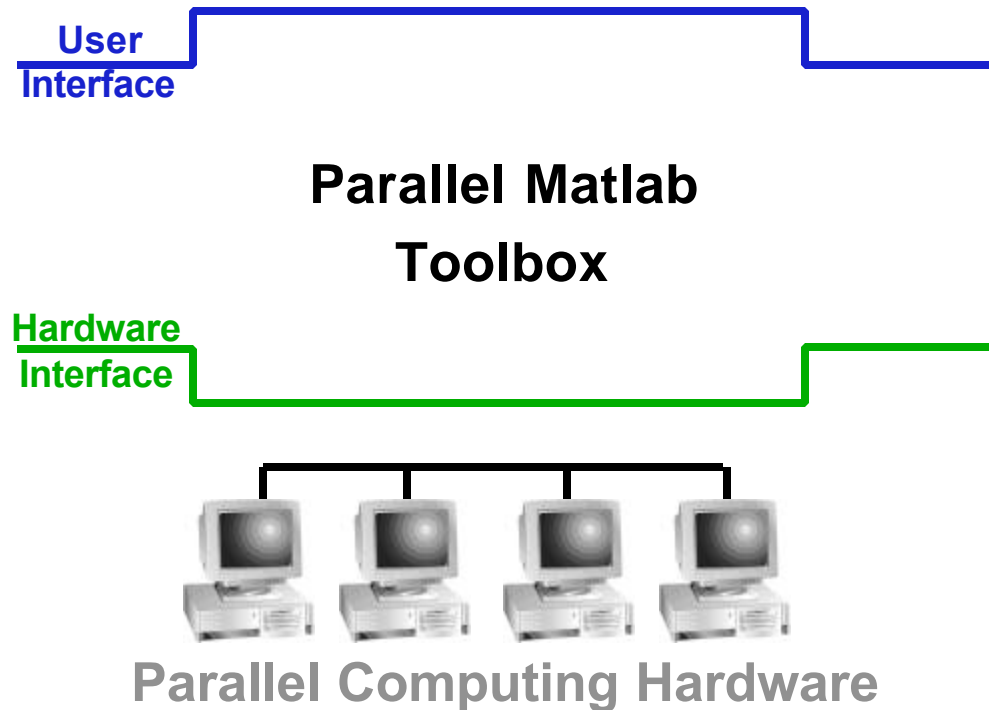 User
Interface
Parallel Matlab
Toolbox
Hardware
Interface
Parallel Computing Hardware